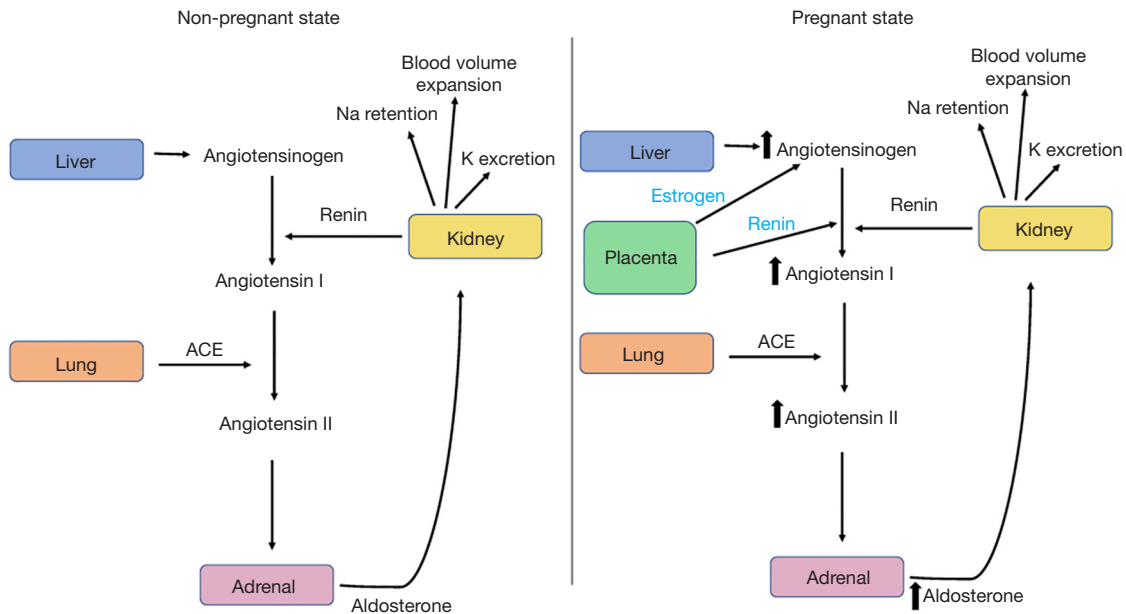 Non-pregnant state
Blood volume
expansion
Na retention
K excretion
Liver
Angiotensinogen
Renin
Kidney
Angiotensin I
ACE
Lung
Angiotensin II
Adrenal
Aldosterone
Pregnant state
Blood volume
expansion
Na retention
K excretion
Liver
Angiotensinogen
Estrogen
Renin
Renin
Kidney
Placenta
Angiotensin I
ACE
Lung
Angiotensin II
Adrenal
Aldosterone